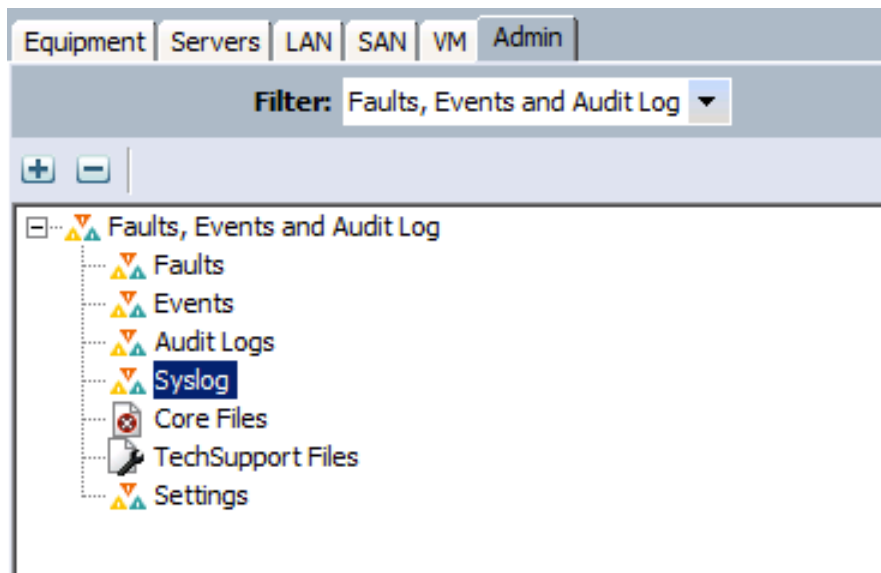 Equipment Servers LAN SAN VM Admin
Filter: Faults, Events and Audit Log
Faults, Events and Audit Log
Faults
Events
Audit Logs
Syslog
Core Files
TechSupport Files
Settings